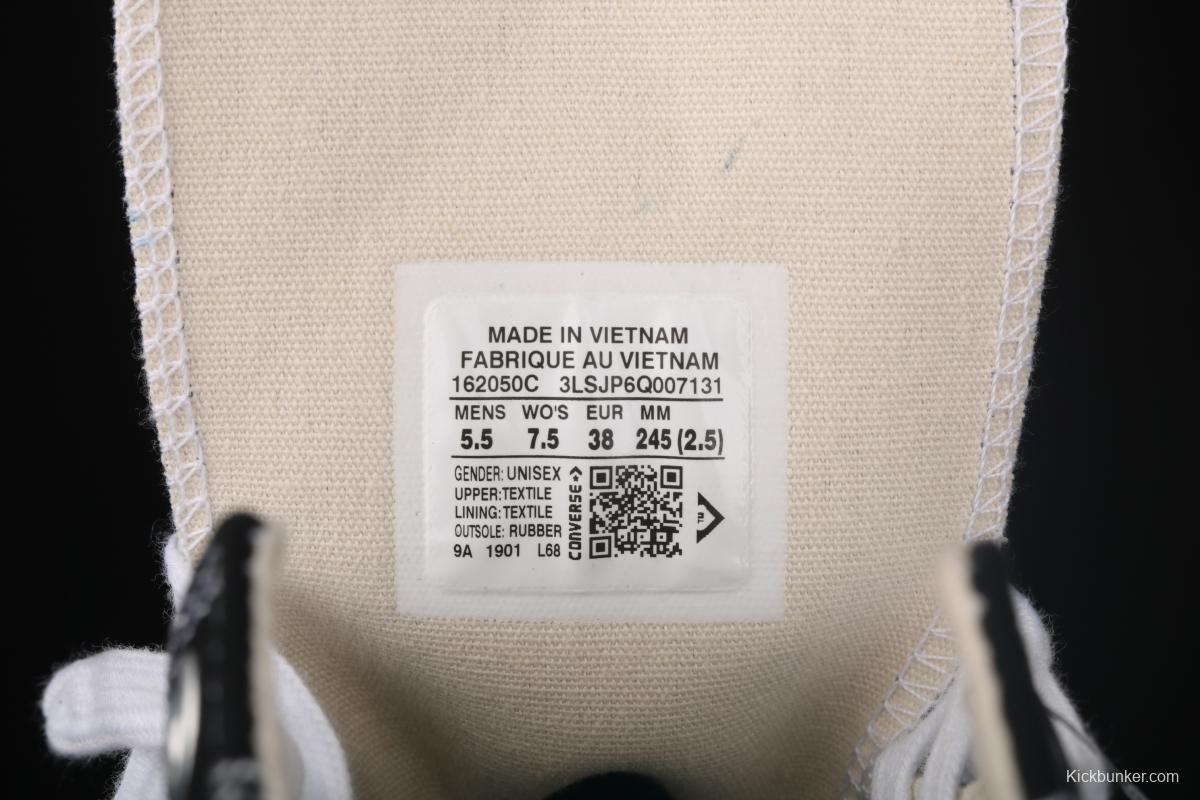 MADE IN VIETNAM
FABRIQUE AU VIETNAM
162050C 3LSJP6Q007131
MENS WO'S EUR MM
5.5 7.5 38 245 (2.5)
GENDER: UNISEX
UPPER:TEXTILE
LINING: TEXTILE
OUTSOLE: RUBBER
9A 1901 L68
CONVERSE
Kickbunker.com